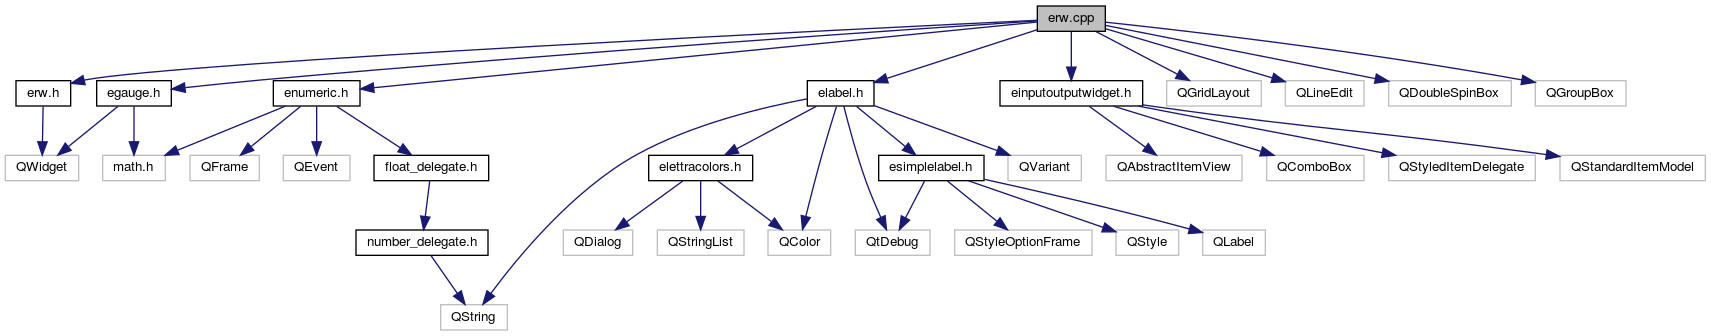 erw.cpp
erw.h
egauge.h
enumeric.h
elabel.h
einputoutputwidget.h
QGridLayout
QLineEdit
QDoubleSpinBox
QGroupBox
QWidget
math.h
QFrame
QEvent
float_delegate.h
elettracolors.h
esimplelabel.h
QVariant
QAbstractItemView
QComboBox
QStyledItemDelegate
QStandardItemModel
number_delegate.h
QDialog
QStringList
QColor
QtDebug
QStyleOptionFrame
QStyle
QLabel
QString